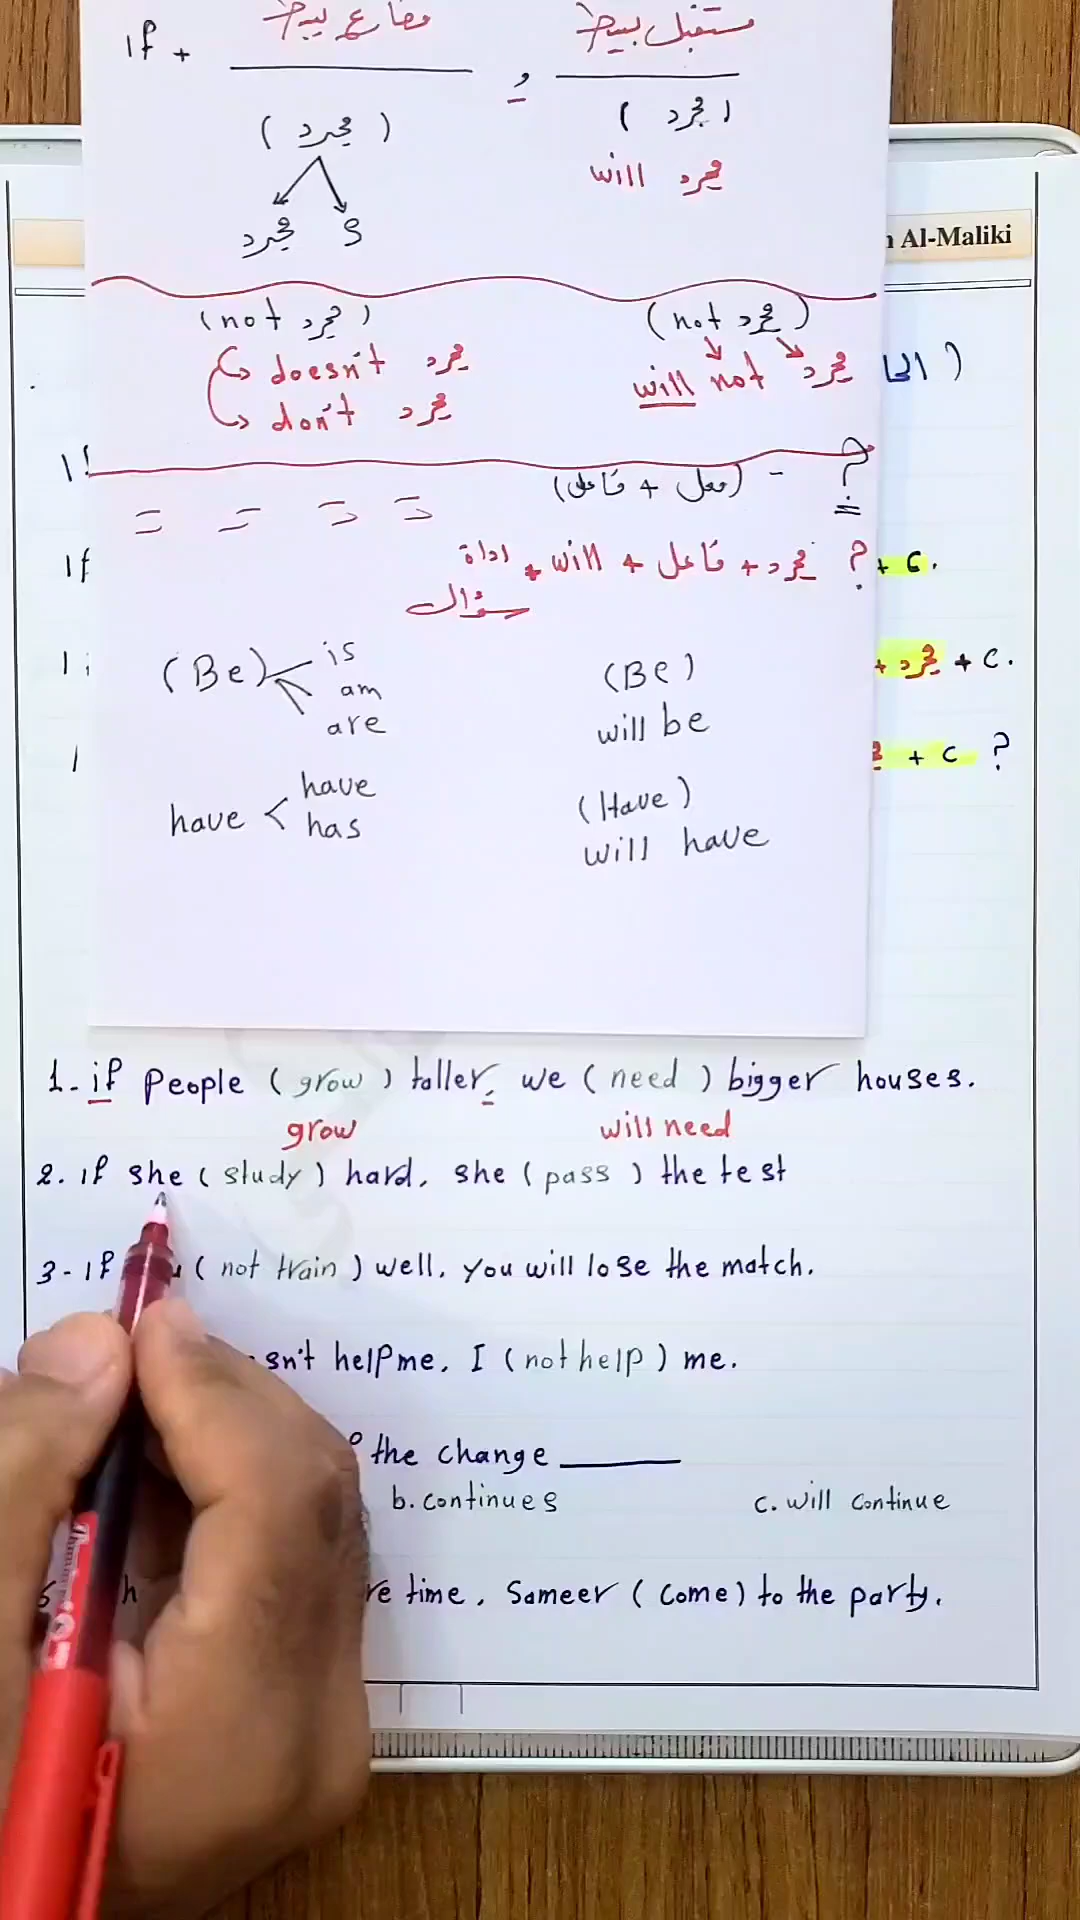 If + مضارع بسيط , مستقبل بسيط
( مجرد ) ( مجرد )
will مجرد
مجرد s
Al-Maliki
(not مجرد) (not مجرد)
doesn't مجرد will not مجرد
don't مجرد
(فعل + فاعل) - ?
If
اداة سؤال + will + فاعل + مجرد ? + c.
(Be) is am are (Be) will be
+ مجرد + c.
+ c ?
have have has (Have) will have
1- if People (grow) taller, we (need) bigger houses.
grow will need
2. If she (study) hard, she (pass) the test
3- If (not train) well, you will lose the match.
sn't help me, I (not help) me.
the change ______
b. continues c. will continue
re time, Sameer (come) to the party.